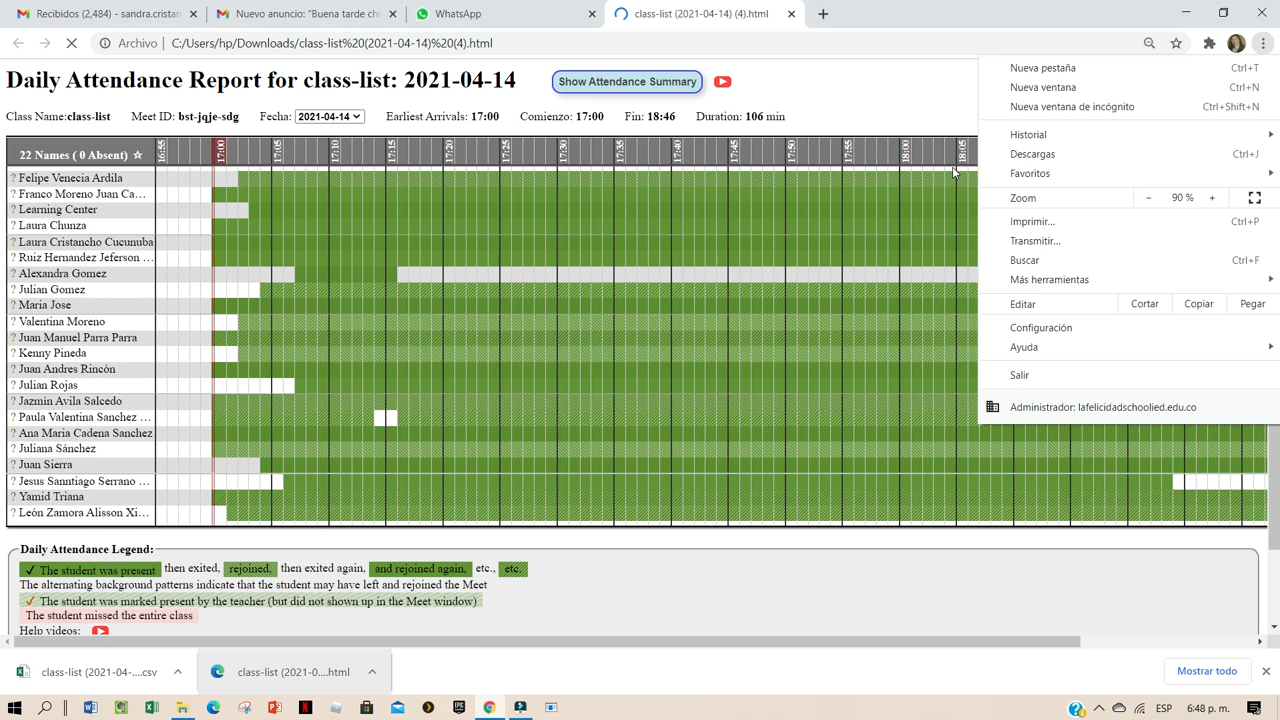 Recibidos (2,484) - sandra.cristan
Nuevo anuncio: "Buena tarde chi
WhatsApp
class-list (2021-04-14) (4).html
Archivo | C:/Users/hp/Downloads/class-list%20(2021-04-14)%20(4).html
Daily Attendance Report for class-list: 2021-04-14
Show Attendance Summary
Class Name:class-list Meet ID: bst-jqje-sdg Fecha: 2021-04-14 Earliest Arrivals: 17:00 Comienzo: 17:00 Fin: 18:46 Duration: 106 min
22 Names ( 0 Absent) ☆ 16:55 17:00 17:05 17:10 17:15 17:20 17:25 17:30 17:35 17:40 17:45 17:50 17:55 18:00 18:05
? Felipe Venecia Ardila
? Franco Moreno Juan Ca...
? Learning Center
? Laura Chunza
? Laura Cristancho Cucunuba
? Ruiz Hernandez Jeferson ...
? Alexandra Gomez
? Julian Gomez
? Maria Jose
? Valentina Moreno
? Juan Manuel Parra Parra
? Kenny Pineda
? Juan Andres Rincón
? Julian Rojas
? Jazmín Avila Salcedo
? Paula Valentina Sanchez ...
? Ana Maria Cadena Sanchez
? Juliana Sánchez
? Juan Sierra
? Jesus Sanntiago Serrano ...
? Yamid Triana
? León Zamora Alisson Xi...
Nueva pestaña Ctrl+T
Nueva ventana Ctrl+N
Nueva ventana de incógnito Ctrl+Shift+N
Historial
Descargas Ctrl+J
Favoritos
Zoom - 90 % +
Imprimir... Ctrl+P
Transmitir...
Buscar Ctrl+F
Más herramientas
Editar Cortar Copiar Pegar
Configuración
Ayuda
Salir
Administrador: lafelicidadschoolied.edu.co
Daily Attendance Legend:
✓ The student was present then exited, rejoined, then exited again, and rejoined again, etc., etc.
The alternating background patterns indicate that the student may have left and rejoined the Meet
✓ The student was marked present by the teacher (but did not shown up in the Meet window)
The student missed the entire class
Help videos:
class-list (2021-04-....csv
class-list (2021-0....html
Mostrar todo
ESP 6:48 p. m.